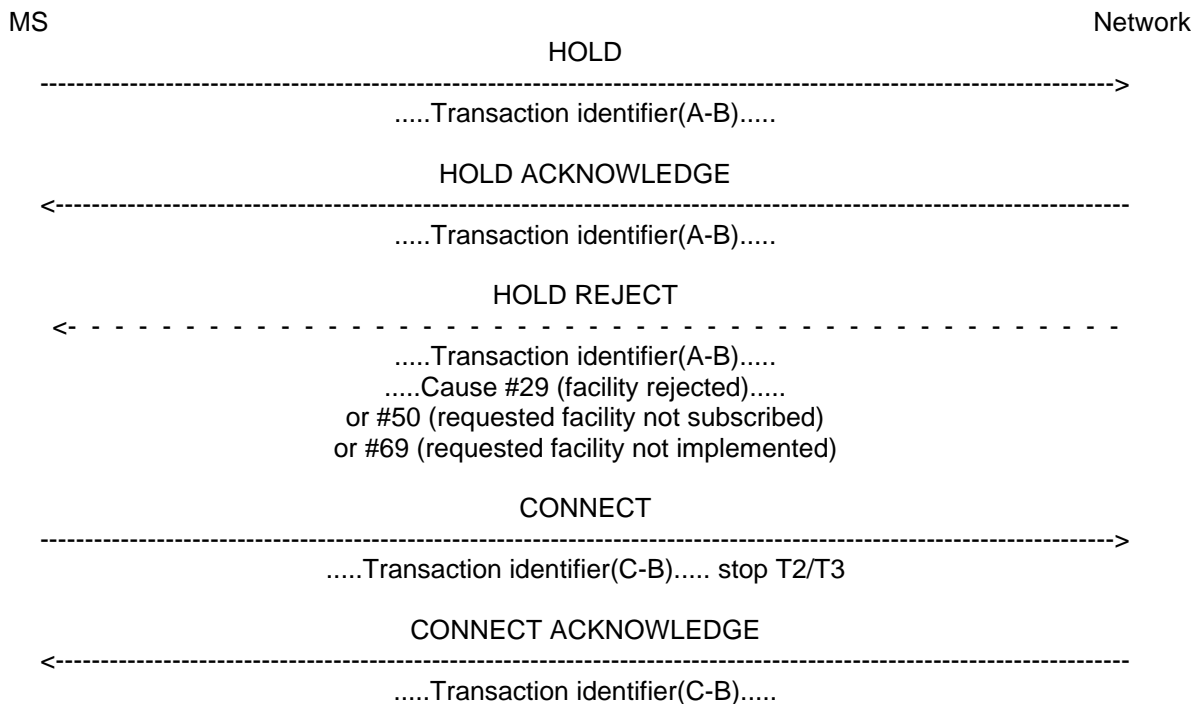 MS Network
HOLD
------------------------------------------------------------------------------------------------------------------------>
.....Transaction identifier(A-B).....
HOLD ACKNOWLEDGE
<------------------------------------------------------------------------------------------------------------------------
.....Transaction identifier(A-B).....
HOLD REJECT
<- - - - - - - - - - - - - - - - - - - - - - - - - - - - - - - - - - - - - - - - - - - - -
.....Transaction identifier(A-B).....
.....Cause #29 (facility rejected).....
or #50 (requested facility not subscribed)
or #69 (requested facility not implemented)
CONNECT
------------------------------------------------------------------------------------------------------------------------>
.....Transaction identifier(C-B)..... stop T2/T3
CONNECT ACKNOWLEDGE
<------------------------------------------------------------------------------------------------------------------------
.....Transaction identifier(C-B).....